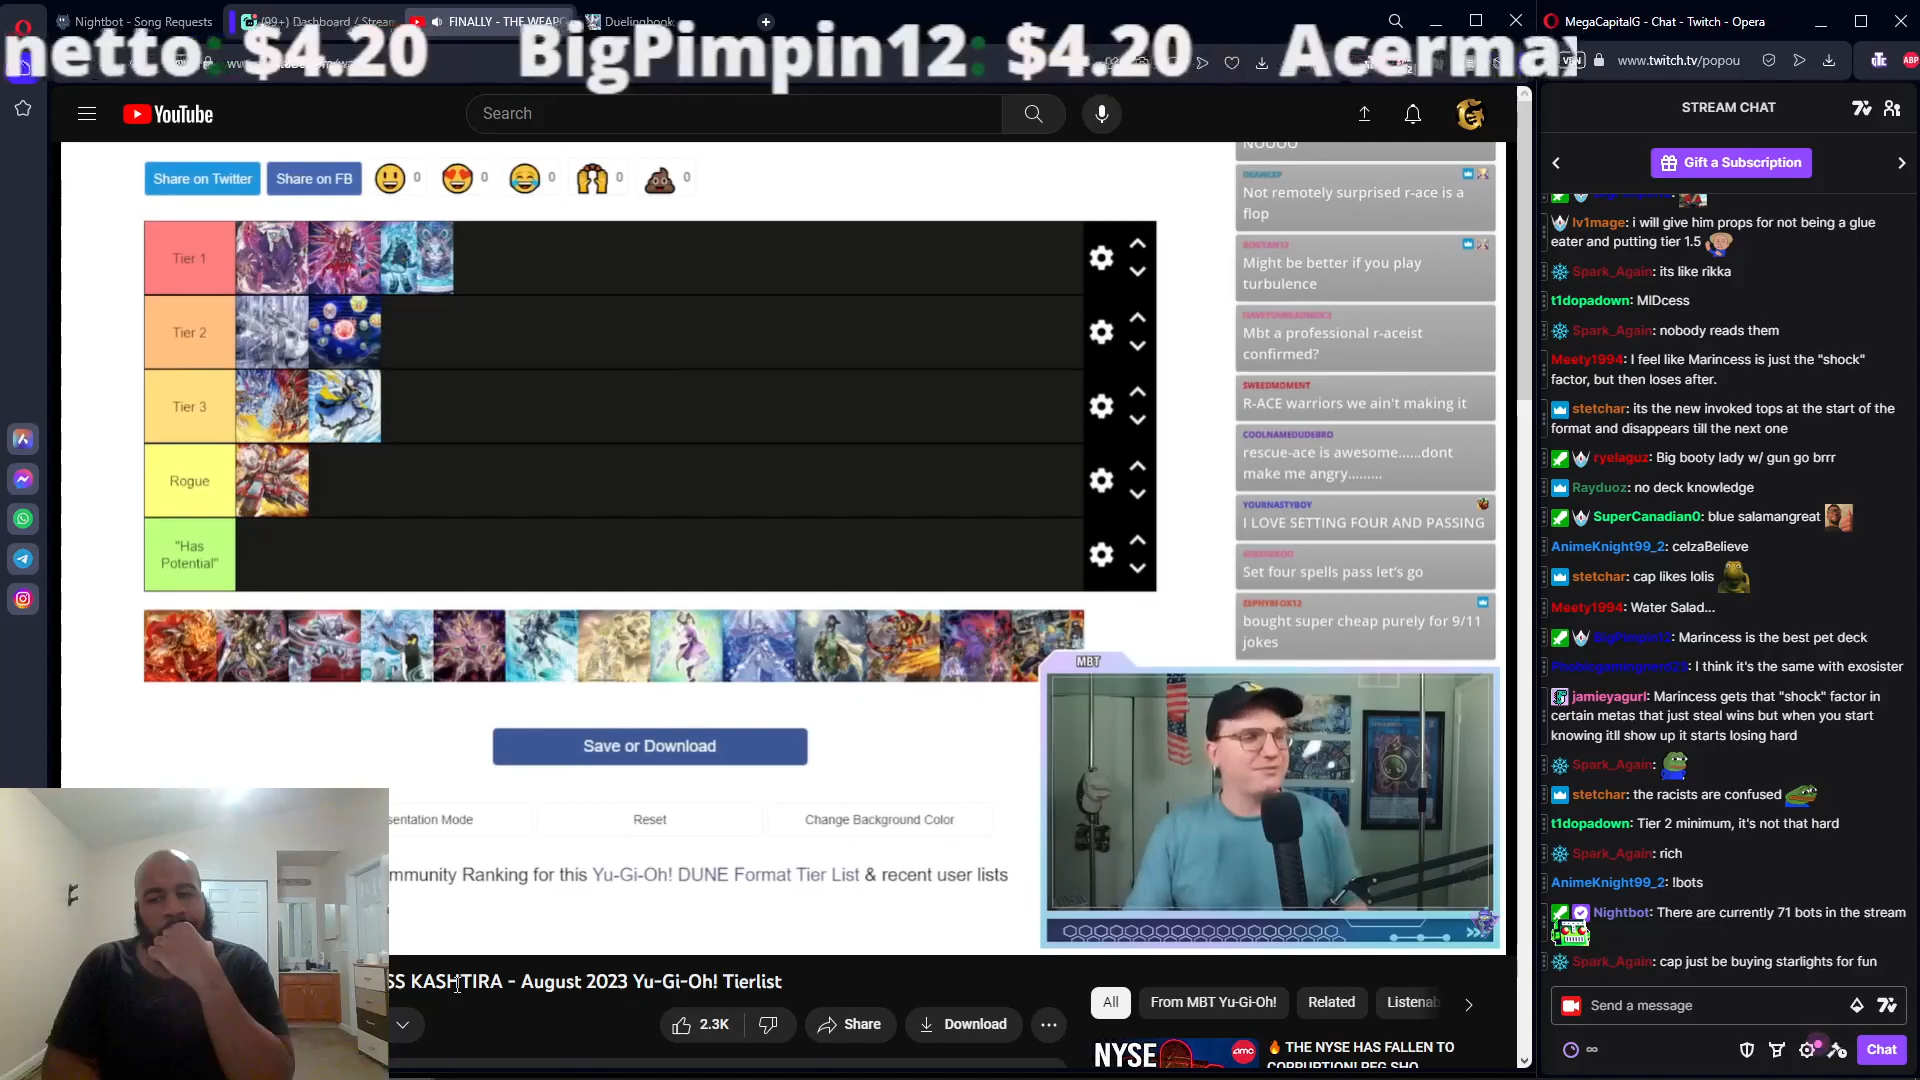 Nightbot - Song Requests
(99+) Dashboard / Stream
FINALLY - THE WEAPO
Duelingbook
MegaCapitalG - Chat - Twitch - Opera
netto: $4.20 BigPimpin12: $4.20 Acermax
www.twitch.tv/popou
YouTube
Search
STREAM CHAT
Gift a Subscription
Share on Twitter
Share on FB
0
0
0
0
0
Tier 1
Tier 2
Tier 3
Rogue
"Has
Potential"
Save or Download
sentation Mode
Reset
Change Background Color
mmunity Ranking for this Yu-Gi-Oh! DUNE Format Tier List & recent user lists
NOOOO
Not remotely surprised r-ace is a
flop
Might be better if you play
turbulence
Mbt a professional r-aceist
confirmed?
SWEEDMOMENT
R-ACE warriors we ain't making it
COOLNAMEDUDEBRO
rescue-ace is awesome......dont
make me angry.........
YOURNASTYBOY
I LOVE SETTING FOUR AND PASSING
Set four spells pass let's go
ZEPHYRFOX12
bought super cheap purely for 9/11
jokes
MBT
SS KASHTIRA - August 2023 Yu-Gi-Oh! Tierlist
2.3K
Share
Download
All
From MBT Yu-Gi-Oh!
Related
Listenab
NYSE
amc
THE NYSE HAS FALLEN TO
CORRUPTION! REG SHO
lv1mage: i will give him props for not being a glue
eater and putting tier 1.5
Spark_Again: its like rikka
t1dopadown: MIDcess
Spark_Again: nobody reads them
Meety1994: I feel like Marincess is just the "shock"
factor, but then loses after.
stetchar: its the new invoked tops at the start of the
format and disappears till the next one
ryelaguz: Big booty lady w/ gun go brrr
Rayduoz: no deck knowledge
SuperCanadian0: blue salamangreat
AnimeKnight99_2: celzaBelieve
stetchar: cap likes lolis
Meety1994: Water Salad...
BigPimpin12: Marincess is the best pet deck
Phobicgamingnerd25: I think it's the same with exosister
jamieyagurl: Marincess gets that "shock" factor in
certain metas that just steal wins but when you start
knowing itll show up it starts losing hard
Spark_Again:
stetchar: the racists are confused
t1dopadown: Tier 2 minimum, it's not that hard
Spark_Again: rich
AnimeKnight99_2: !bots
Nightbot: There are currently 71 bots in the stream
Spark_Again: cap just be buying starlights for fun
Send a message
Chat